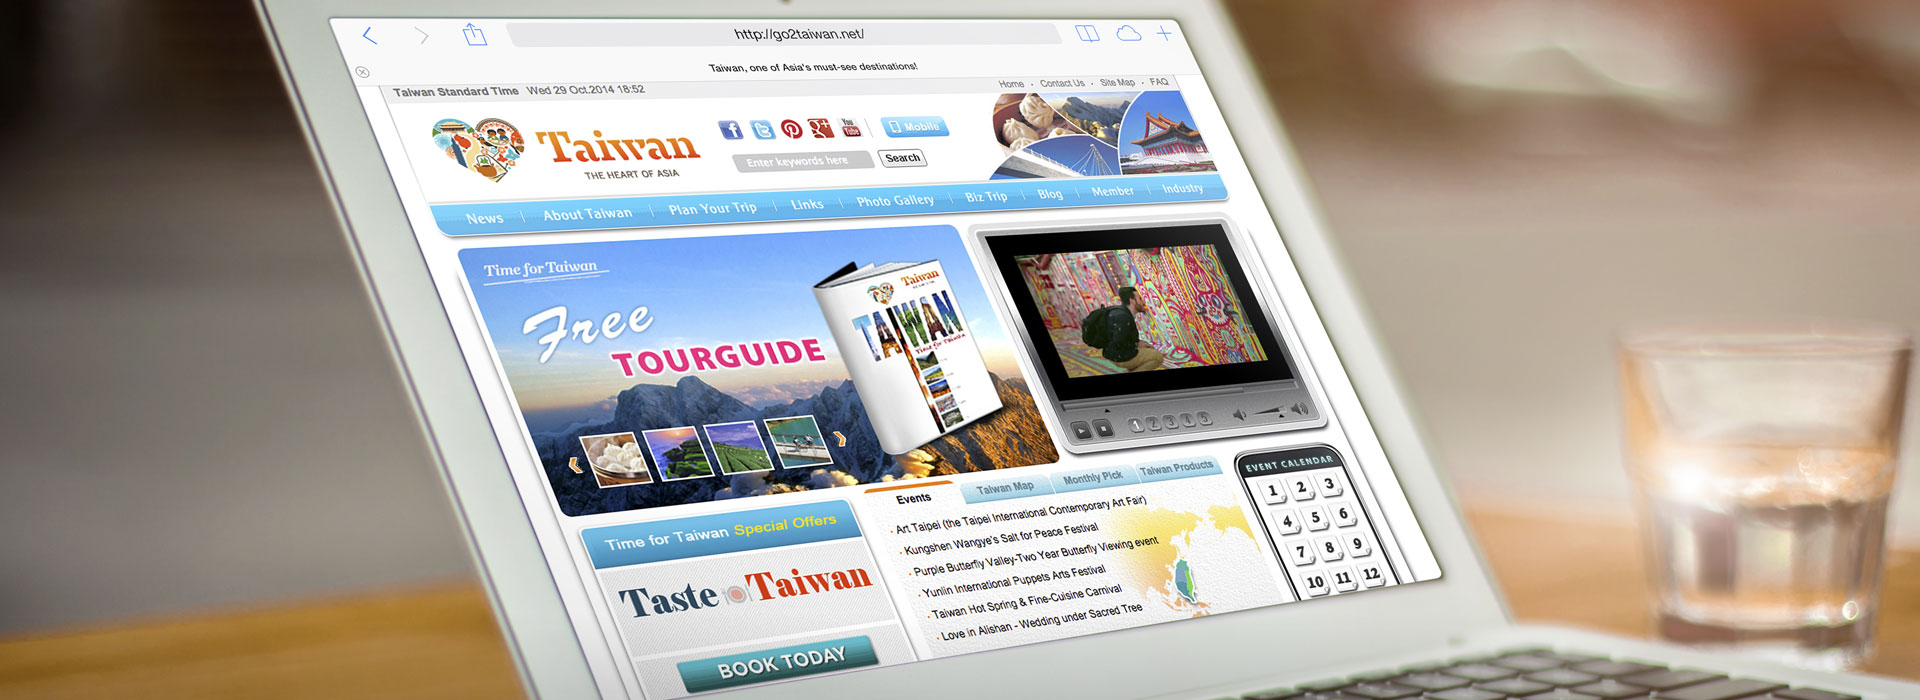 http://go2taiwan.net/
Taiwan, one of Asia's must-see destinations!
Taiwan Standard Time Wed 29 Oct.2014 18:52
Home · Contact Us · Site Map · FAQ
Taiwan
THE HEART OF ASIA
You Tube
Mobile
Enter keywords here
Search
News
About Taiwan
Plan Your Trip
Links
Photo Gallery
Biz Trip
Blog
Member
Industry
Time for Taiwan
Free
TOURGUIDE
Taiwan
TAIWAN
Time for Taiwan
1 2 3 4 5
Time for Taiwan Special Offers
Taste of Taiwan
BOOK TODAY
Events
Taiwan Map
Monthly Pick
Taiwan Products
Art Taipei (the Taipei International Contemporary Art Fair)
Kungshen Wangye's Salt for Peace Festival
Purple Butterfly Valley-Two Year Butterfly Viewing event
Yunlin International Puppets Arts Festival
Taiwan Hot Spring & Fine-Cuisine Carnival
Love in Alishan - Wedding under Sacred Tree
EVENT CALENDAR
1 2 3
4 5 6
7 8 9
10 11 12